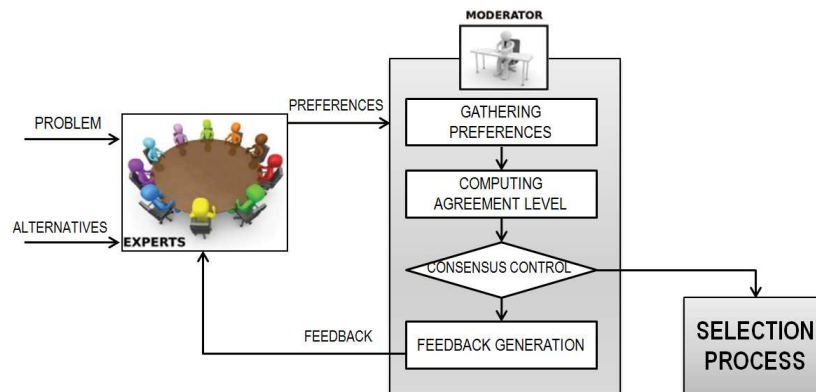 MODERATOR
PREFERENCES
GATHERING
PREFERENCES
PROBLEM
COMPUTING
AGREEMENT LEVEL
ALTERNATIVES
EXPERTS
CONSENSUS CONTROL
FEEDBACK
FEEDBACK GENERATION
SELECTION
PROCESS